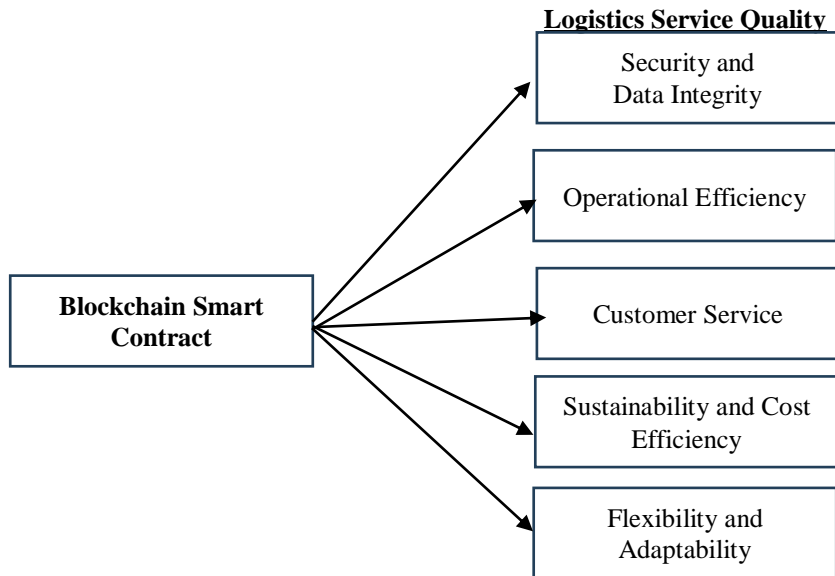 Logistics Service Quality
Security and
Data Integrity
Operational Efficiency
Blockchain Smart
Contract
Customer Service
Sustainability and Cost
Efficiency
Flexibility and
Adaptability